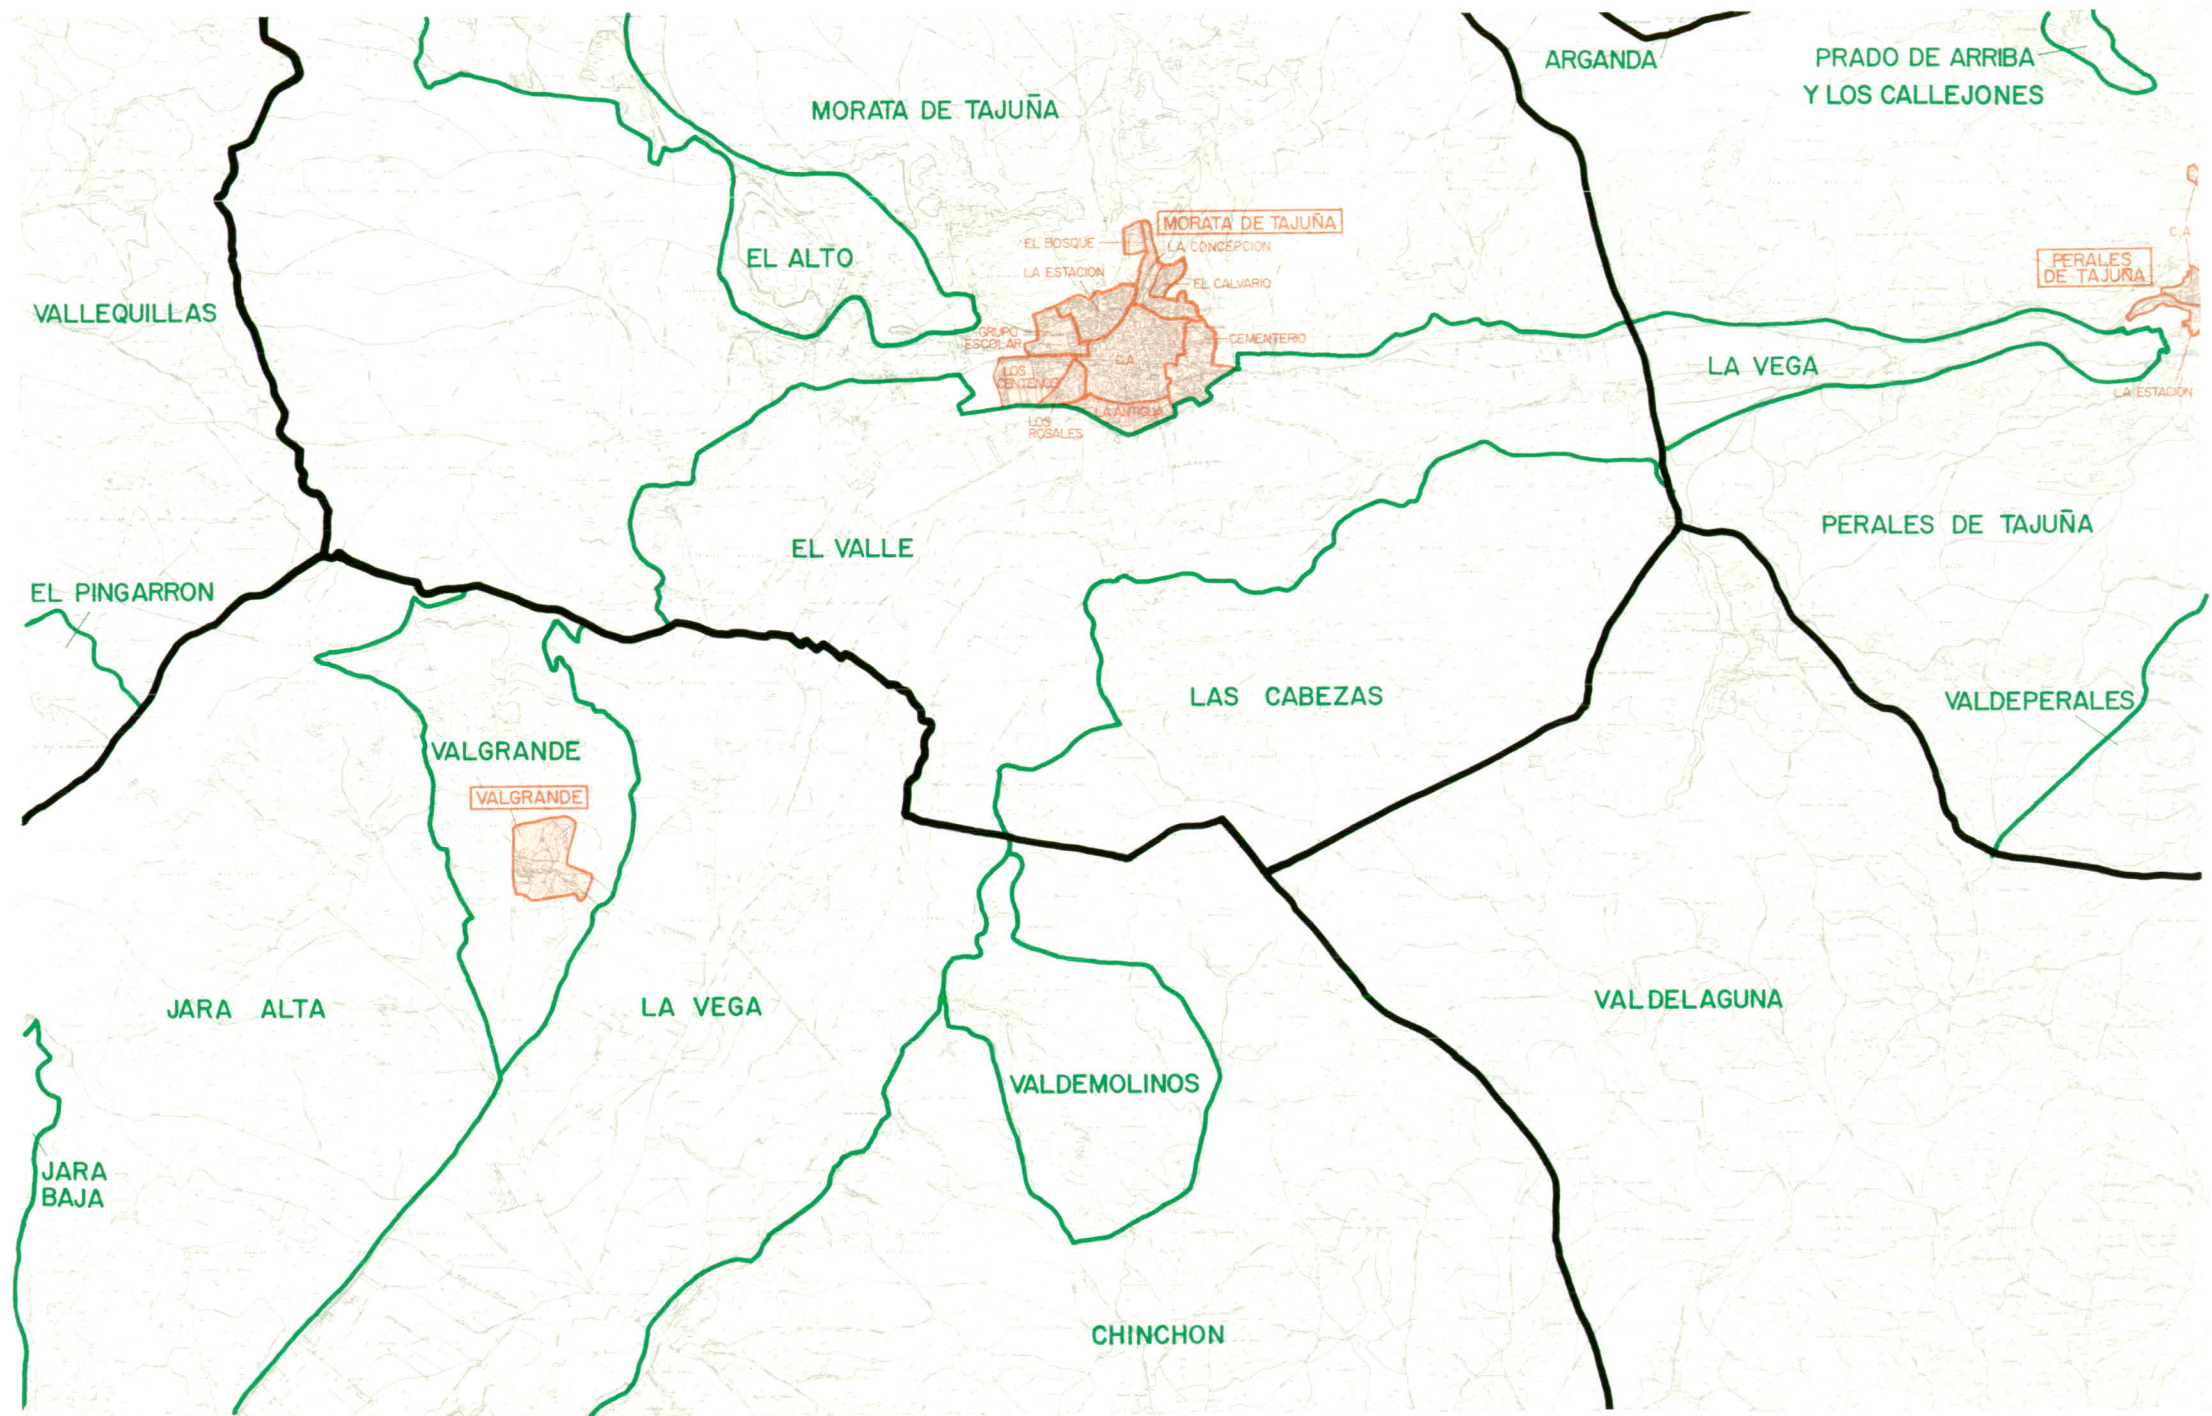 ARGANDA
PRADO DE ARRIBA
Y LOS CALLEJONES
MORATA DE TAJUÑA
MORATA DE TAJUÑA
EL BOSQUE
LA CONCEPCION
C.A
EL ALTO
LA ESTACION
EL CALVARIO
PERALES
DE TAJUÑA
VALLEQUILLAS
GRUPO
ESCOLAR
CEMENTERIO
C.A
LOS
CENTENOS
LA VEGA
LA ESTACION
LA ANTIGUA
LOS
ROSALES
PERALES DE TAJUÑA
EL VALLE
EL PINGARRON
LAS CABEZAS
VALDEPERALES
VALGRANDE
VALGRANDE
JARA ALTA
LA VEGA
VALDELAGUNA
VALDEMOLINOS
JARA
BAJA
CHINCHON